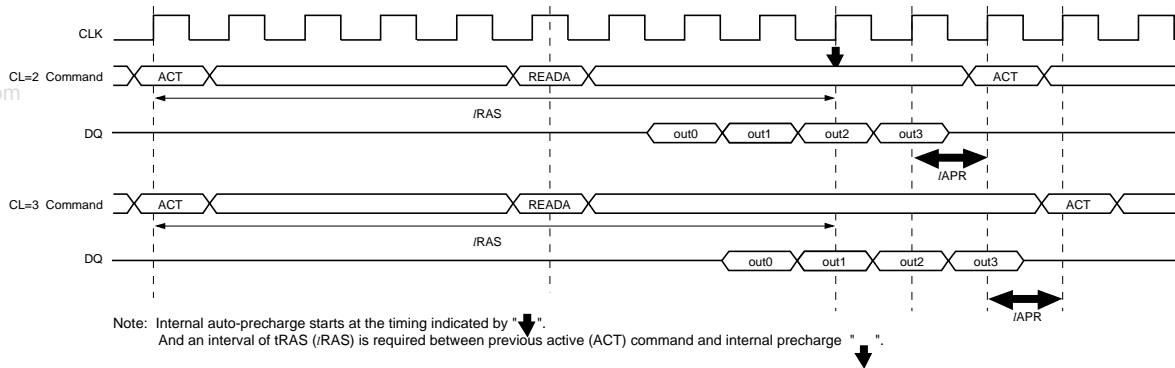 CLK
CL=2 Command ACT READA ACT
om
lRAS
DQ out0 out1 out2 out3
lAPR
CL=3 Command ACT READA ACT
lRAS
DQ out0 out1 out2 out3
lAPR
Note: Internal auto-precharge starts at the timing indicated by " ".
And an interval of tRAS (lRAS) is required between previous active (ACT) command and internal precharge " ".